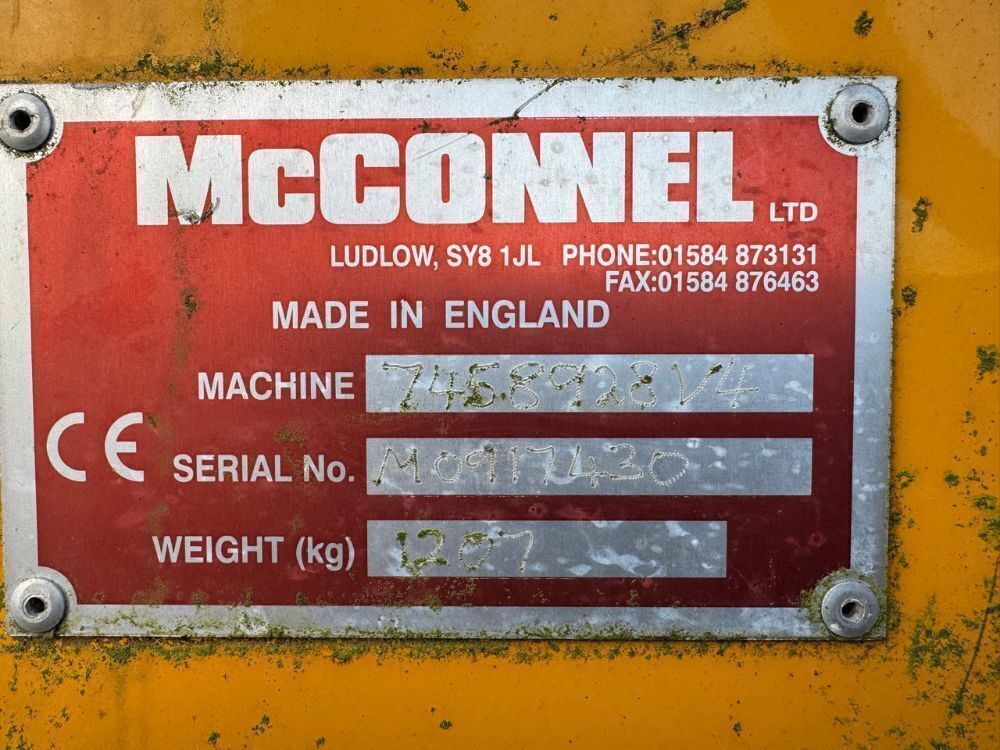 McCONNEL LTD
LUDLOW, SY8 1JL PHONE:01584 873131
FAX:01584 876463
MADE IN ENGLAND
MACHINE 7458928V4
CE SERIAL No. M0917430
WEIGHT (kg) 1207